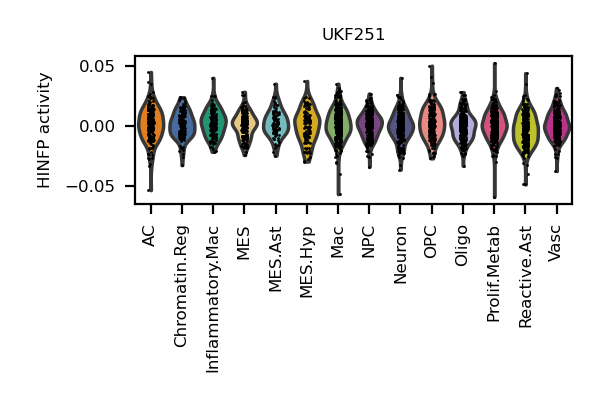 UKF251
HINFP activity
0.05
0.00
−0.05
AC
Chromatin.Reg
Inflammatory.Mac
MES
MES.Ast
MES.Hyp
Mac
NPC
Neuron
OPC
Oligo
Prolif.Metab
Reactive.Ast
Vasc